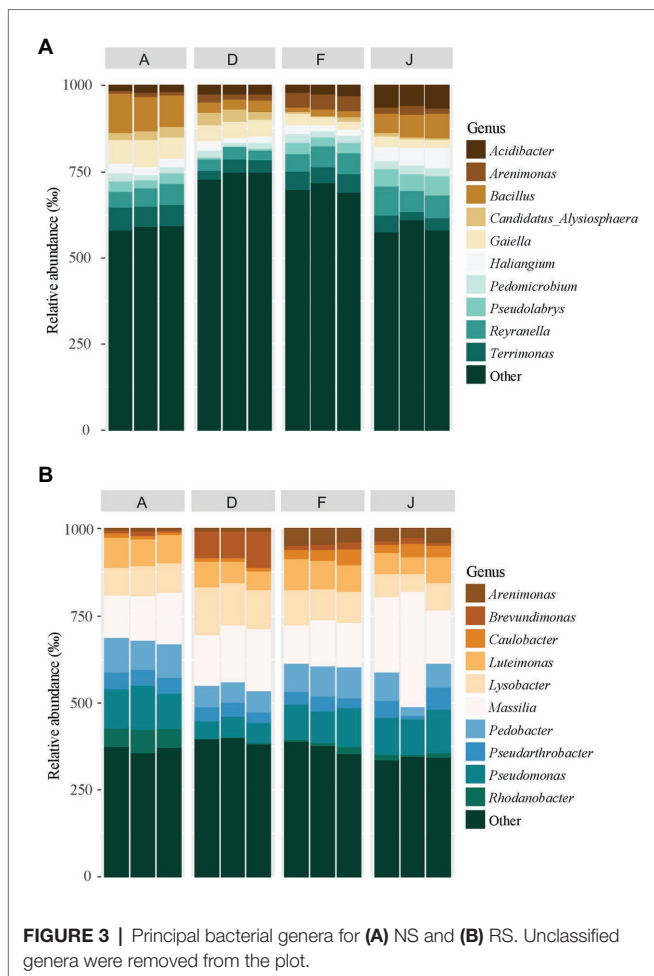 A
A D F J
1000
750
500
250
0
Relative abundance (‰)
Genus
Acidibacter
Arenimonas
Bacillus
Candidatus_Alysiosphaera
Gaiella
Haliangium
Pedomicrobium
Pseudolabrys
Reyranella
Terrimonas
Other
B
A D F J
1000
750
500
250
0
Relative abundance (‰)
Genus
Arenimonas
Brevundimonas
Caulobacter
Luteimonas
Lysobacter
Massilia
Pedobacter
Pseudarthrobacter
Pseudomonas
Rhodanobacter
Other
FIGURE 3 | Principal bacterial genera for (A) NS and (B) RS. Unclassified
genera were removed from the plot.